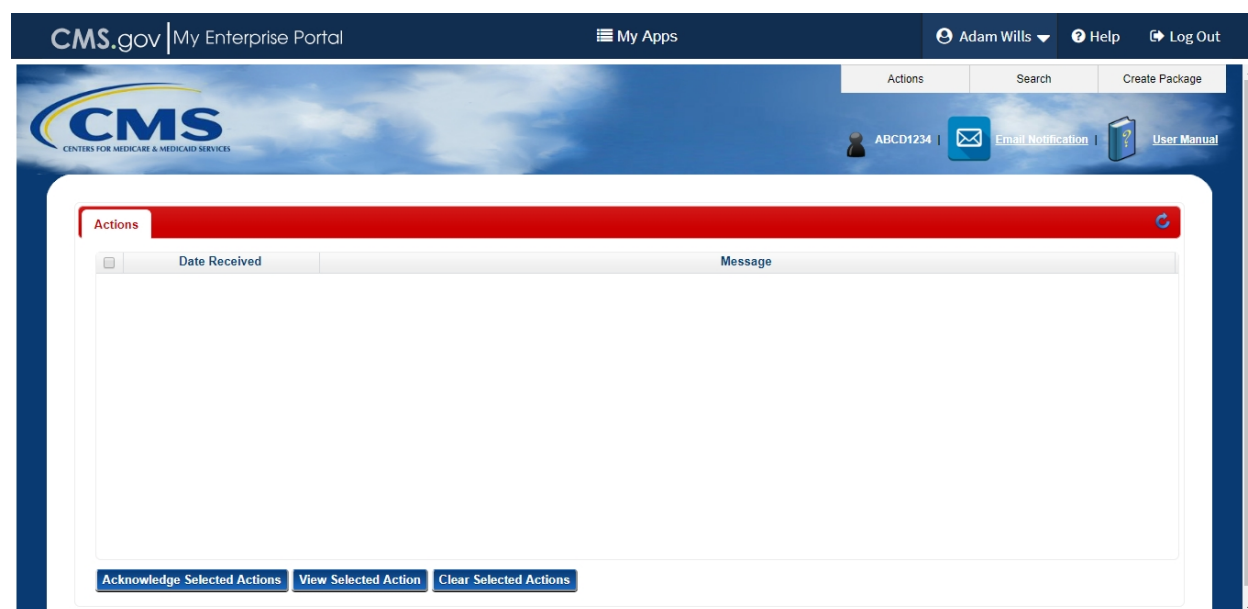 CMS.gov My Enterprise Portal My Apps Adam Wills Help Log Out
Actions Search Create Package
CMS
CENTERS FOR MEDICARE & MEDICAID SERVICES
ABCD1234 | Email Notification | ? User Manual
Actions
Date Received Message
Acknowledge Selected Actions View Selected Action Clear Selected Actions